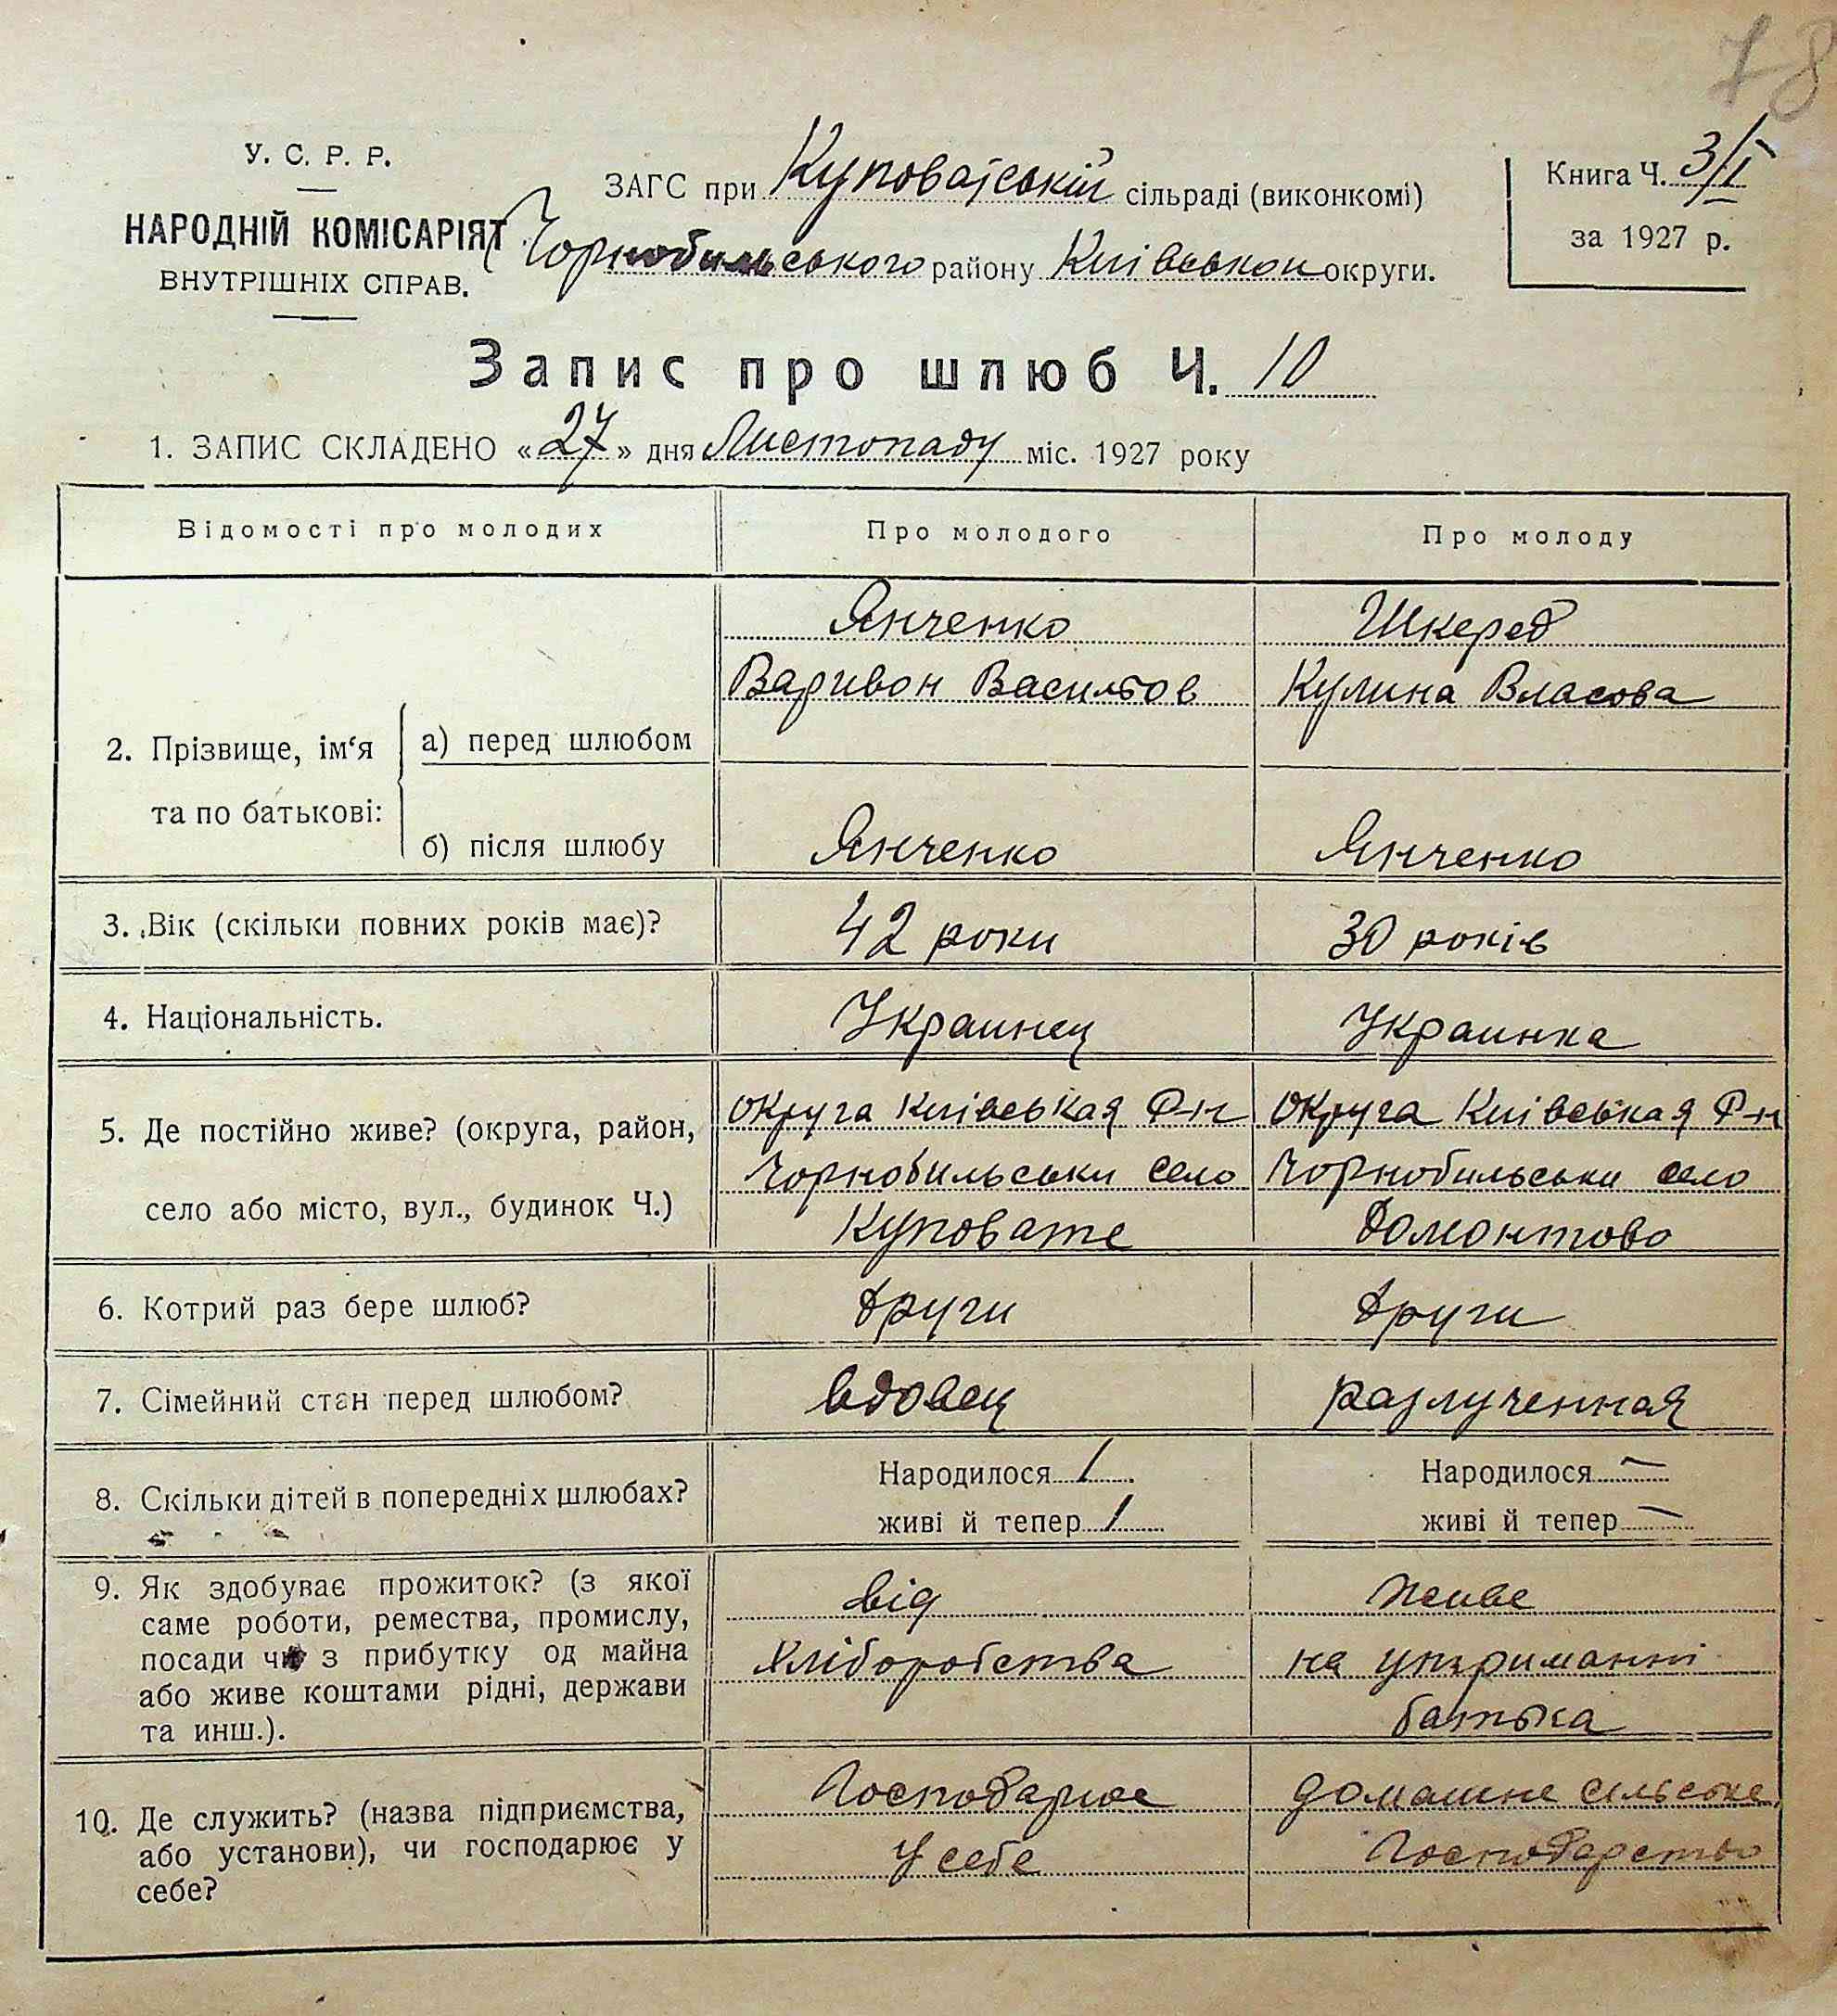 78
У. С. Р. Р.
НАРОДНІЙ КОМІСАРІЯТ
ВНУТРІШНІХ СПРАВ.
ЗАГС при Куповатській сільраді (виконкомі)
Чорнобильського району Київськои округи.
Книга Ч. 3/I
за 1927 р.
Запис про шлюб Ч. 10
1. ЗАПИС СКЛАДЕНО «27» дня Листопаду міс. 1927 року
Відомості про молодих
Про молодого
Про молоду
2. Прізвище, ім'я
та по батькові:
а) перед шлюбом
Янченко
Варивон Васильов
Шкеред
Кулина Власова
б) після шлюбу
Янченко
Янченко
3. Вік (скільки повних років має)?
42 роки
30 років
4. Національність.
Украинец
Украинка
5. Де постійно живе? (округа, район,
село або місто, вул., будинок Ч.)
округа Київськая Р-н
Чорнобильськи село
Куповате
округа Київськая Р-н
Чорнобильськи село
Домонтово
6. Котрий раз бере шлюб?
други
други
7. Сімейний стан перед шлюбом?
вдовец
разлученная
8. Скільки дітей в попередніх шлюбах?
Народилося 1
живі й тепер 1
Народилося —
живі й тепер —
9. Як здобуває прожиток? (з якої
саме роботи, ремества, промислу,
посади чи з прибутку од майна
або живе коштами рідні, держави
та инш.).
від
хліборобства
живе
на утриманні
батька
10. Де служить? (назва підприємства,
або установи), чи господарює у
себе?
Господарює
у себе
домашне сільське
господарство